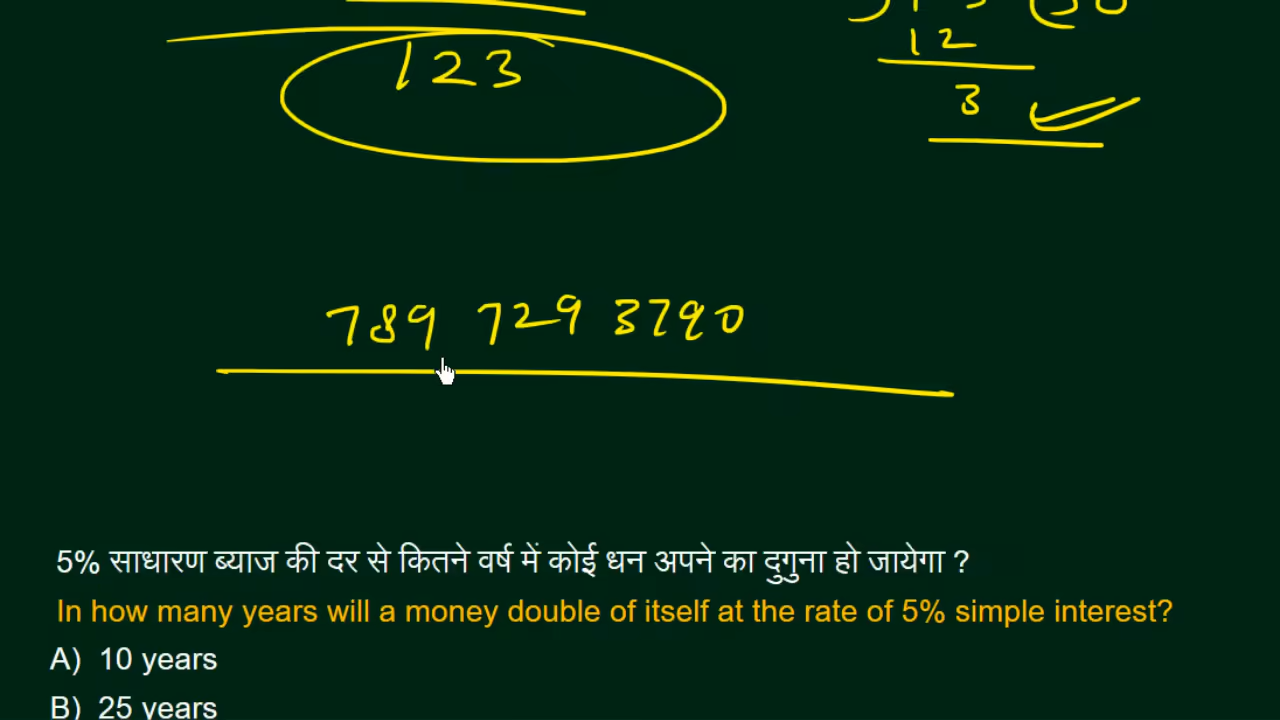 123
12
3
789 729 3790
5% साधारण ब्याज की दर से कितने वर्ष में कोई धन अपने का दुगुना हो जायेगा ?
In how many years will a money double of itself at the rate of 5% simple interest?
A) 10 years
B) 25 years